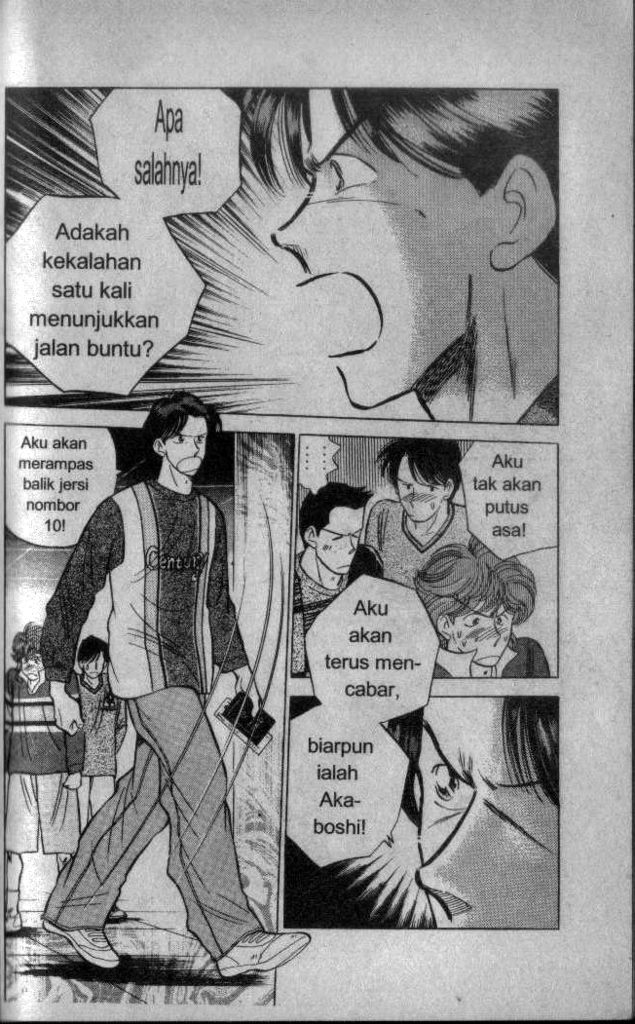 Apa
salahnya!
Adakah
kekalahan
satu kali
menunjukkan
jalan buntu?
Aku akan
merampas
balik jersi
nombor
10!
Century
......
Aku
tak akan
putus
asa!
Aku
akan
terus men-
cabar,
biarpun
ialah
Aka-
boshi!